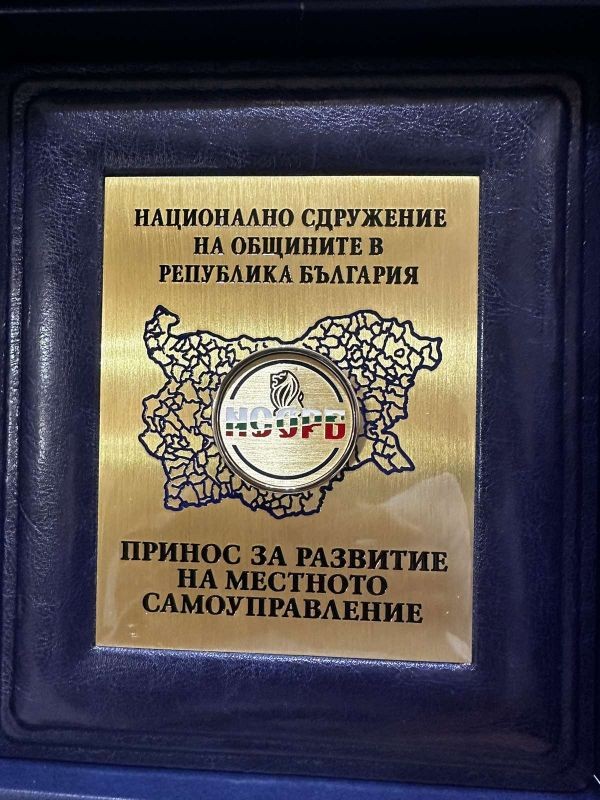 НАЦИОНАЛНО СДРУЖЕНИЕ
НА ОБЩИНИТЕ В
РЕПУБЛИКА БЪЛГАРИЯ
НСОРБ
ПРИНОС ЗА РАЗВИТИЕ
НА МЕСТНОТО
САМОУПРАВЛЕНИЕ